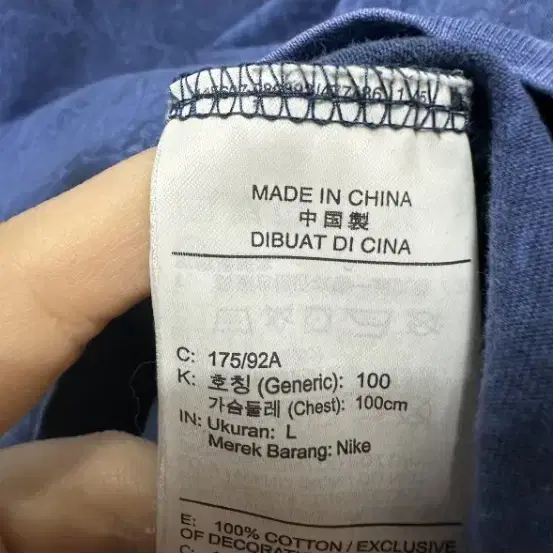 MADE IN CHINA
中国製
DIBUAT DI CINA
C: 175/92A
K: 호칭 (Generic): 100
가슴둘레 (Chest): 100cm
IN: Ukuran: L
Merek Barang: Nike
E: 100% COTTON / EXCLUSIVE
OF DECORAT